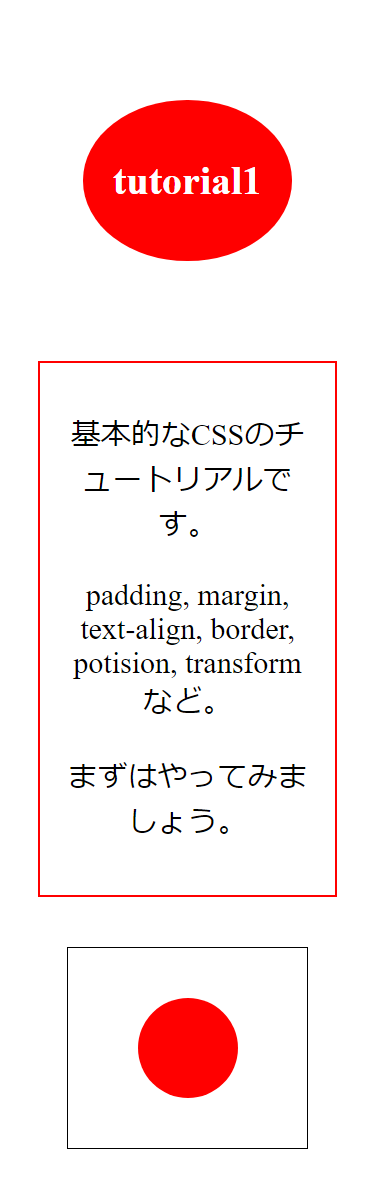 tutorial1
基本的なCSSのチ
ュートリアルで
す。
padding, margin,
text-align, border,
potision, transform
など。
まずはやってみま
しょう。